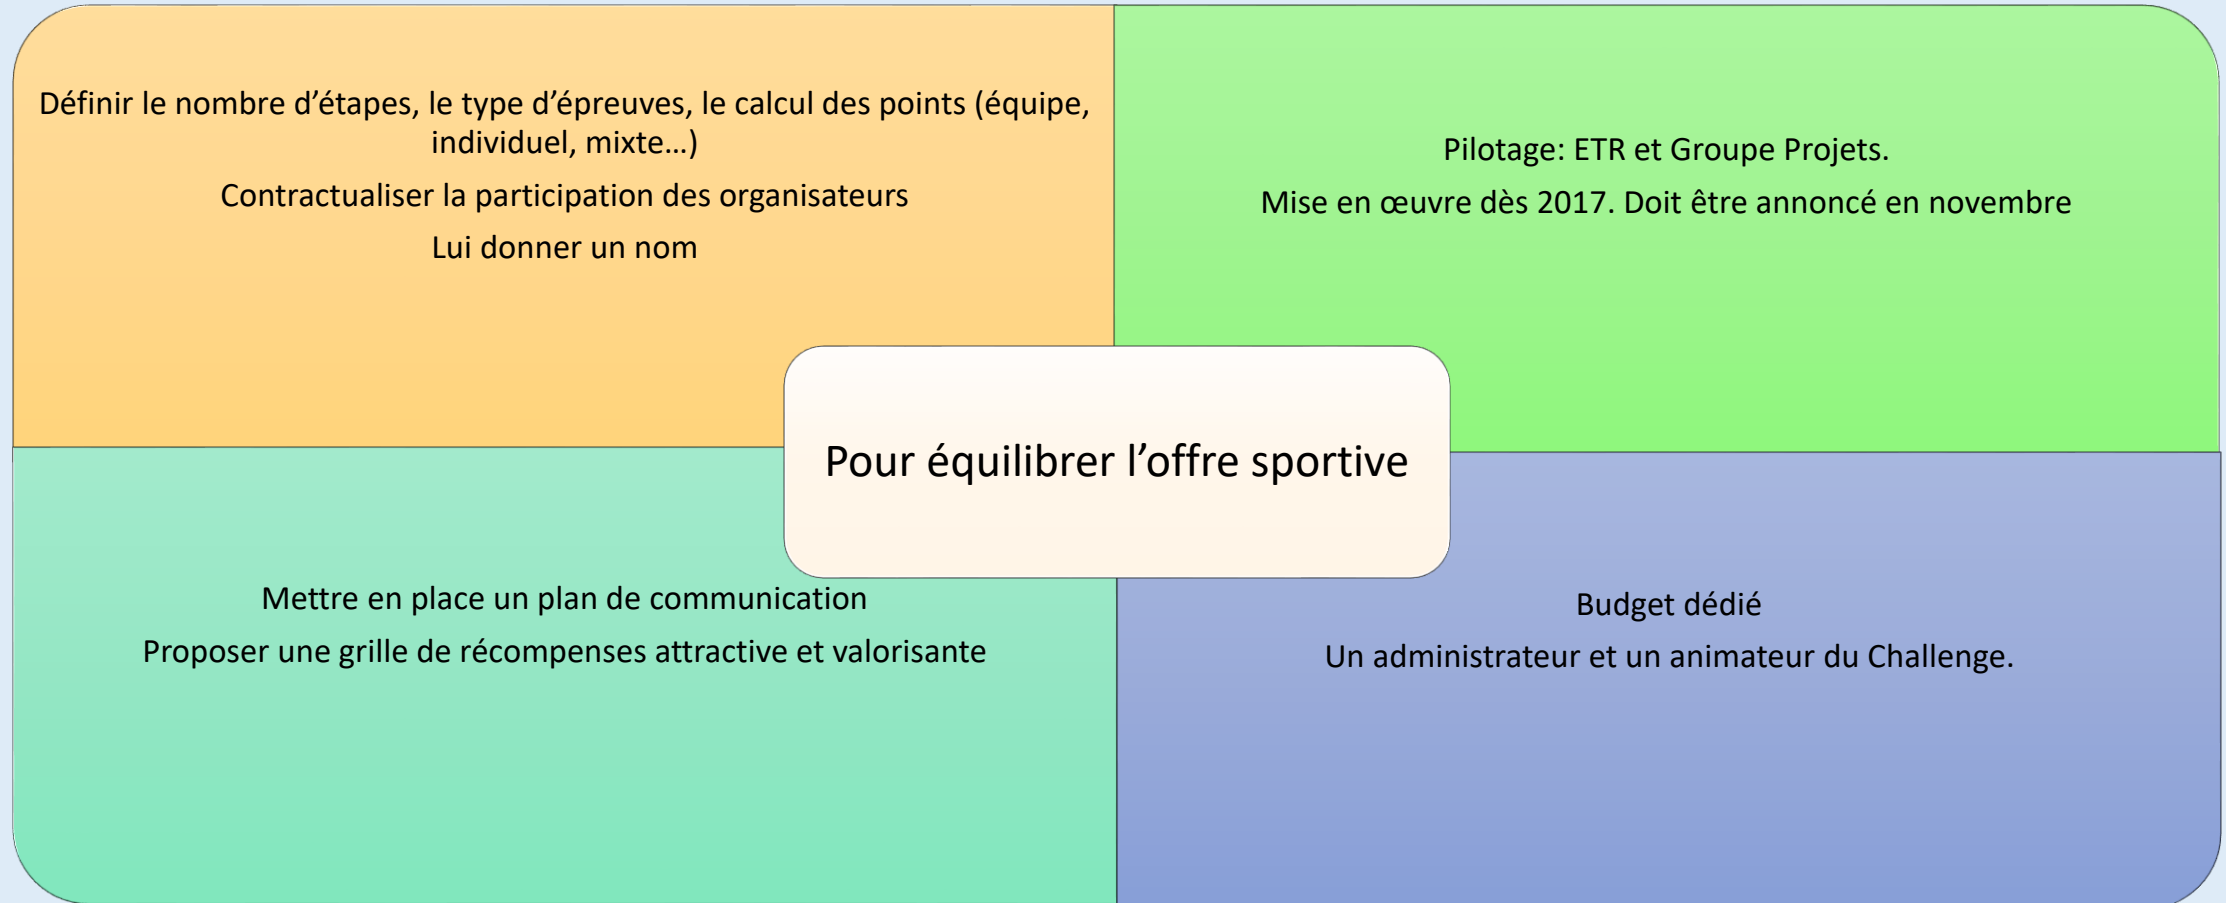 Définir le nombre d’étapes, le type d’épreuves, le calcul des points (équipe,
individuel, mixte…)
Contractualiser la participation des organisateurs
Lui donner un nom
Pilotage: ETR et Groupe Projets.
Mise en œuvre dès 2017. Doit être annoncé en novembre
Pour équilibrer l’offre sportive
Mettre en place un plan de communication
Proposer une grille de récompenses attractive et valorisante
Budget dédié
Un administrateur et un animateur du Challenge.